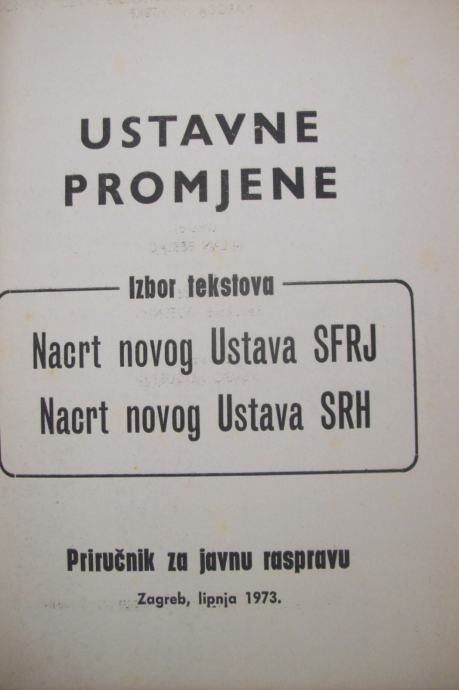 USTAVNE
PROMJENE
Izbor tekstova
Nacrt novog Ustava SFRJ
Nacrt novog Ustava SRH
Priručnik za javnu raspravu
Zagreb, lipnja 1973.